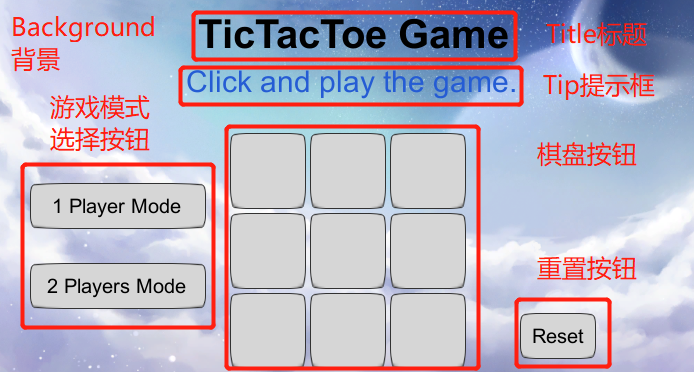 Background
背景
TicTacToe Game
Title标题
Click and play the game.
Tip提示框
游戏模式
选择按钮
棋盘按钮
1 Player Mode
2 Players Mode
重置按钮
Reset